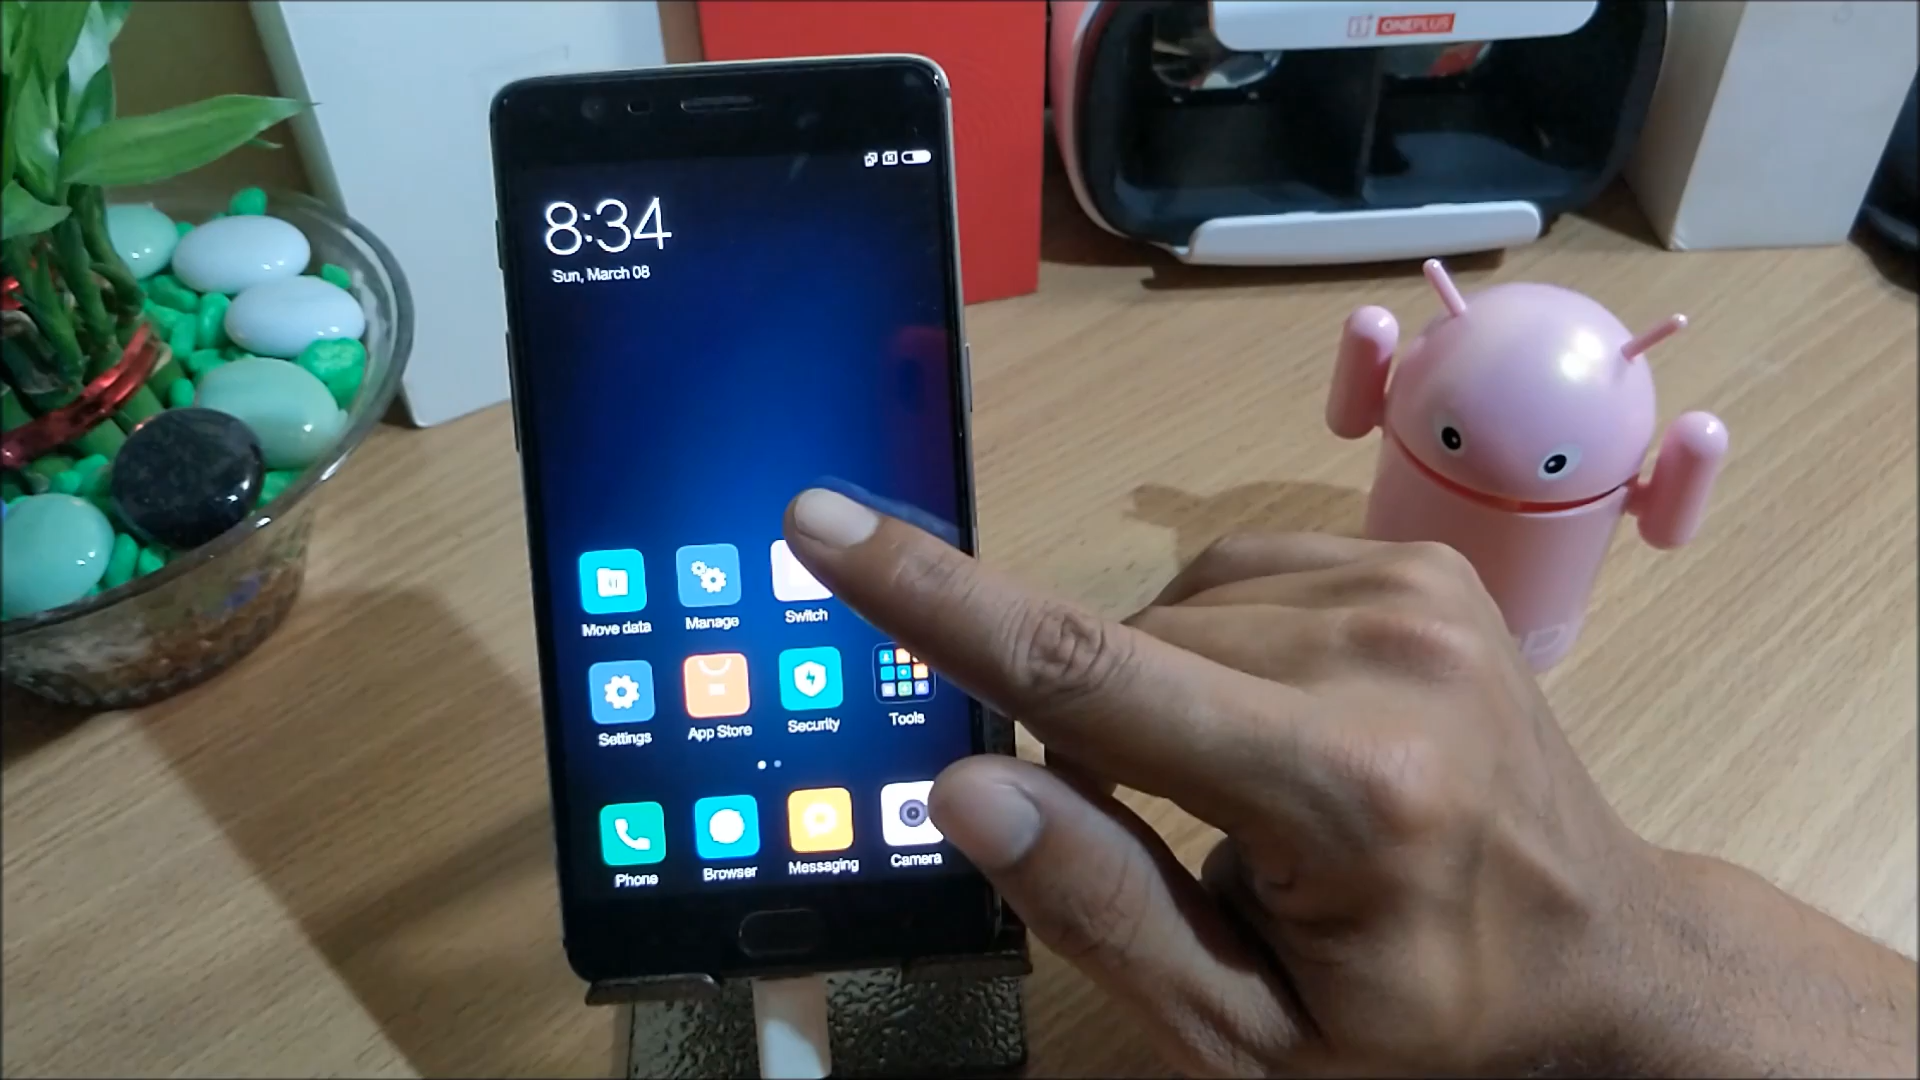 ONEPLUS
8:34
Sun, March 08
Move data
Manage
Switch
Settings
App Store
Security
Tools
Phone
Browser
Messaging
Camera